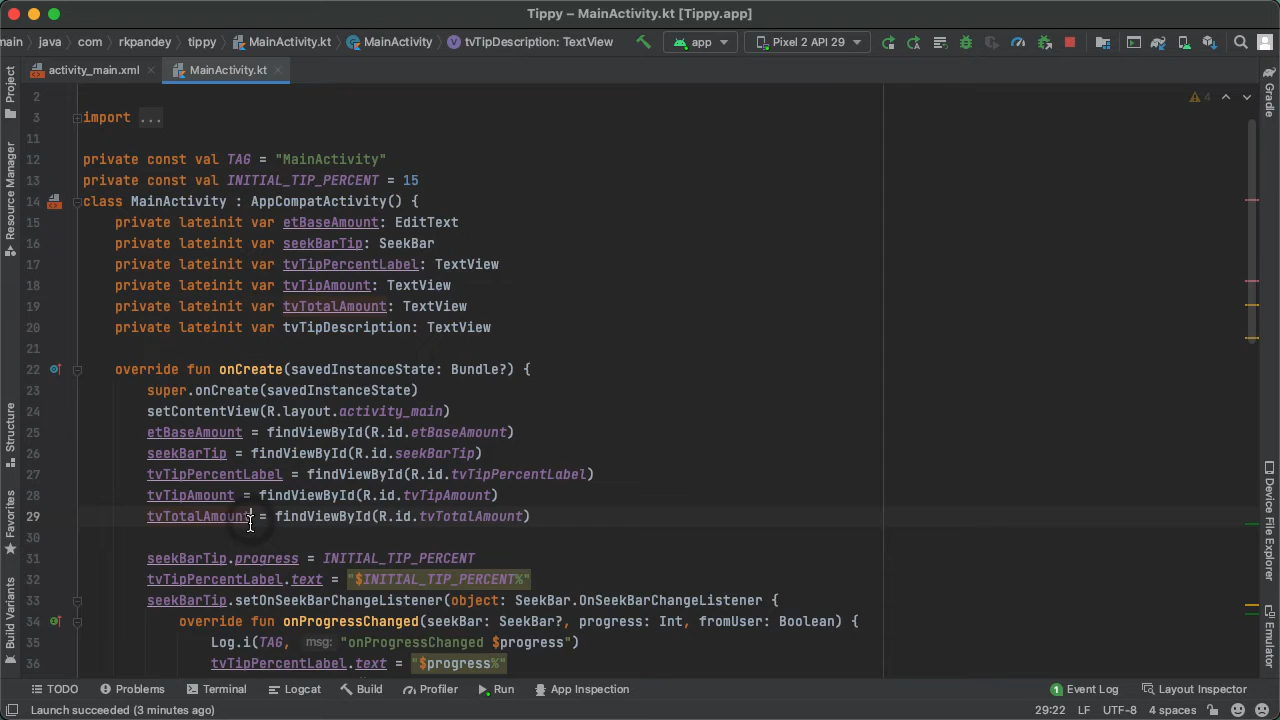 Tippy – MainActivity.kt [Tippy.app]
main java com rkpandey tippy MainActivity.kt MainActivity tvTipDescription: TextView app Pixel 2 API 29
activity_main.xml MainActivity.kt
Project
Resource Manager
Structure
Favorites
Build Variants
Gradle
Device File Explorer
Emulator
4
2
3 import ...
11
12 private const val TAG = "MainActivity"
13 private const val INITIAL_TIP_PERCENT = 15
14 class MainActivity : AppCompatActivity() {
15 private lateinit var etBaseAmount: EditText
16 private lateinit var seekBarTip: SeekBar
17 private lateinit var tvTipPercentLabel: TextView
18 private lateinit var tvTipAmount: TextView
19 private lateinit var tvTotalAmount: TextView
20 private lateinit var tvTipDescription: TextView
21
22 override fun onCreate(savedInstanceState: Bundle?) {
23 super.onCreate(savedInstanceState)
24 setContentView(R.layout.activity_main)
25 etBaseAmount = findViewById(R.id.etBaseAmount)
26 seekBarTip = findViewById(R.id.seekBarTip)
27 tvTipPercentLabel = findViewById(R.id.tvTipPercentLabel)
28 tvTipAmount = findViewById(R.id.tvTipAmount)
29 tvTotalAmount = findViewById(R.id.tvTotalAmount)
30
31 seekBarTip.progress = INITIAL_TIP_PERCENT
32 tvTipPercentLabel.text = "$INITIAL_TIP_PERCENT%"
33 seekBarTip.setOnSeekBarChangeListener(object: SeekBar.OnSeekBarChangeListener {
34 override fun onProgressChanged(seekBar: SeekBar?, progress: Int, fromUser: Boolean) {
35 Log.i(TAG, msg: "onProgressChanged $progress")
36 tvTipPercentLabel.text = "$progress%"
TODO Problems Terminal Logcat Build Profiler Run App Inspection 1 Event Log Layout Inspector
Launch succeeded (3 minutes ago) 29:22 LF UTF-8 4 spaces